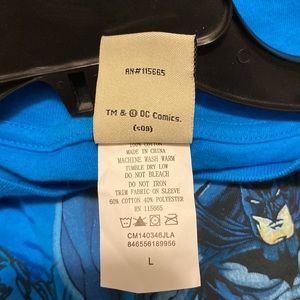 RN#115665
TM & © DC Comics.
(s09)
100% COTTON
MADE IN CHINA
MACHINE WASH WARM
TUMBLE DRY LOW
DO NOT BLEACH
DO NOT IRON
TRIM FABRIC ON SLEEVE
60% COTTON 40% POLYESTER
RN 115665
CM140346JLA
846556189956
L